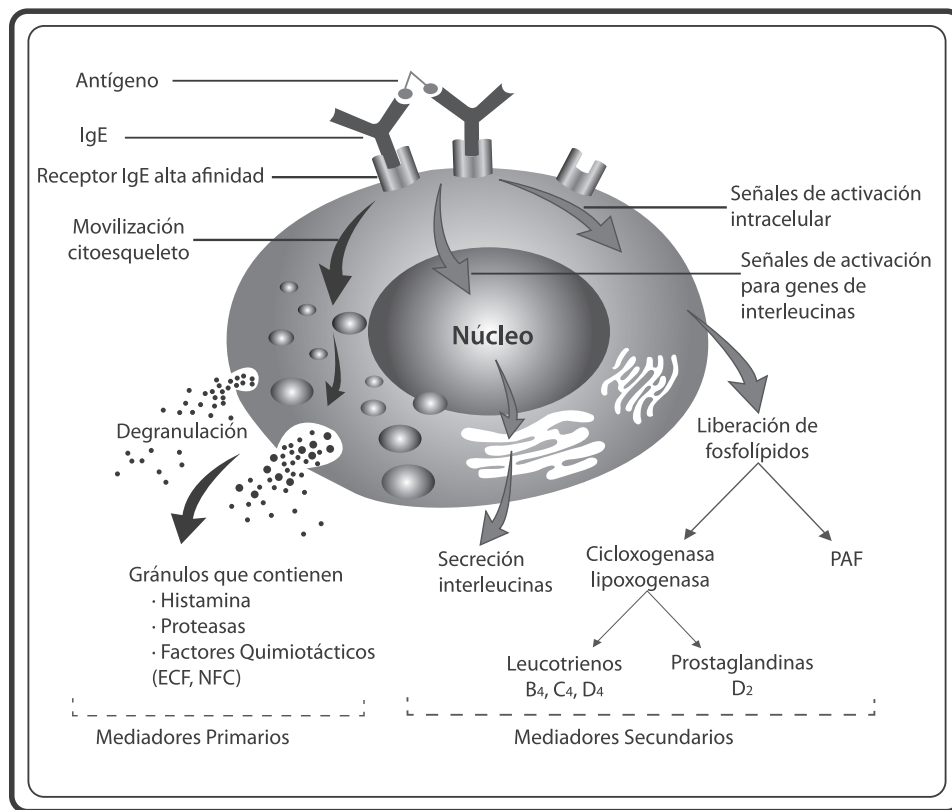 Antígeno
IgE
Receptor IgE alta afinidad
Movilización
citoesqueleto
Señales de activación
intracelular
Señales de activación
para genes de
interleucinas
Núcleo
Degranulación
Liberación de
fosfolípidos
Gránulos que contienen
· Histamina
· Proteasas
· Factores Quimiotácticos
(ECF, NFC)
Secreción
interleucinas
Cicloxogenasa
lipoxogenasa
PAF
Leucotrienos
B4, C4, D4
Prostaglandinas
D2
Mediadores Primarios
Mediadores Secundarios